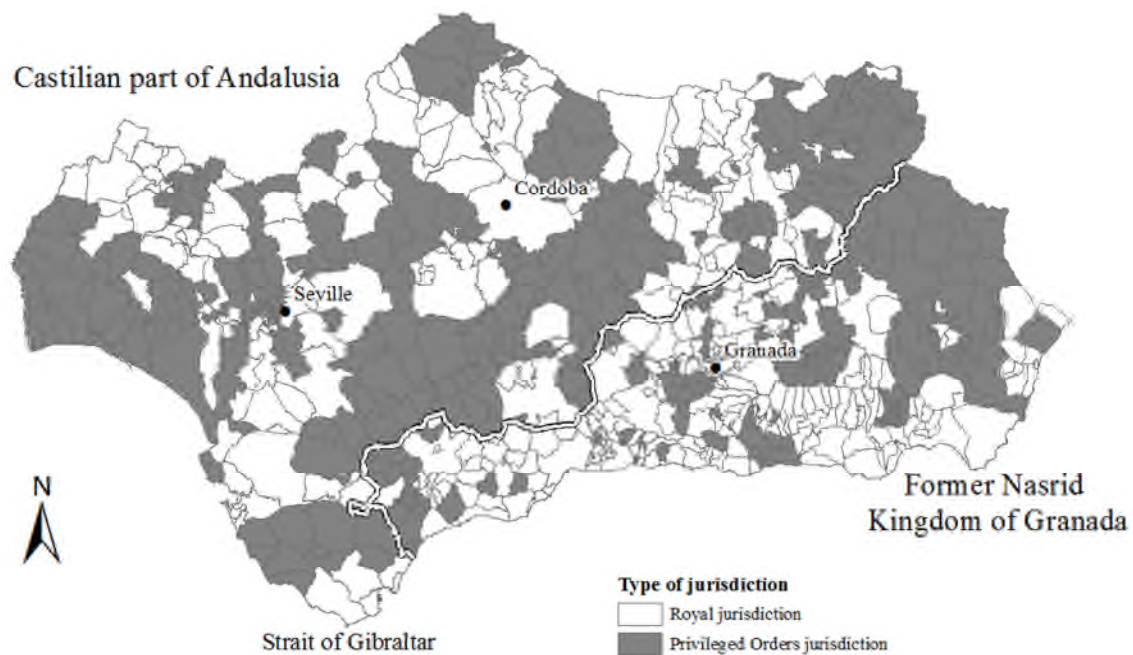 Castilian part of Andalusia
Cordoba
Seville
Granada
N
Former Nasrid
Kingdom of Granada
Type of jurisdiction
Royal jurisdiction
Strait of Gibraltar
Privileged Orders jurisdiction